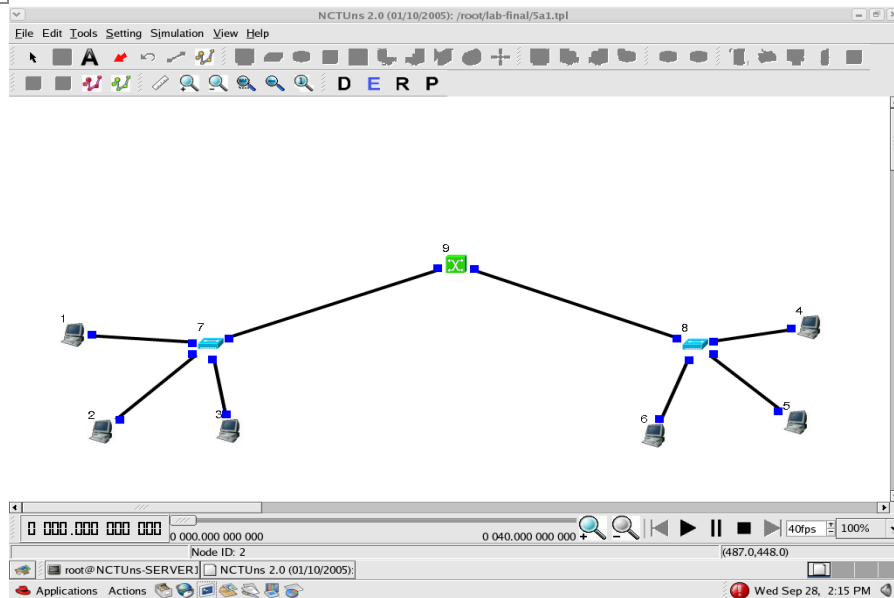 NCTUns 2.0 (01/10/2005): /root/lab-final/5a1.tpl
File Edit Tools Setting Simulation View Help
A
D E R P
9
1
7
4
8
2
3
5
6
0 000.000 000 000
0 000.000 000 000
0 040.000 000 000
40fps
100%
Node ID: 2
(487.0,448.0)
root@NCTUns-SERVER1
NCTUns 2.0 (01/10/2005):
Applications Actions
Wed Sep 28, 2:15 PM